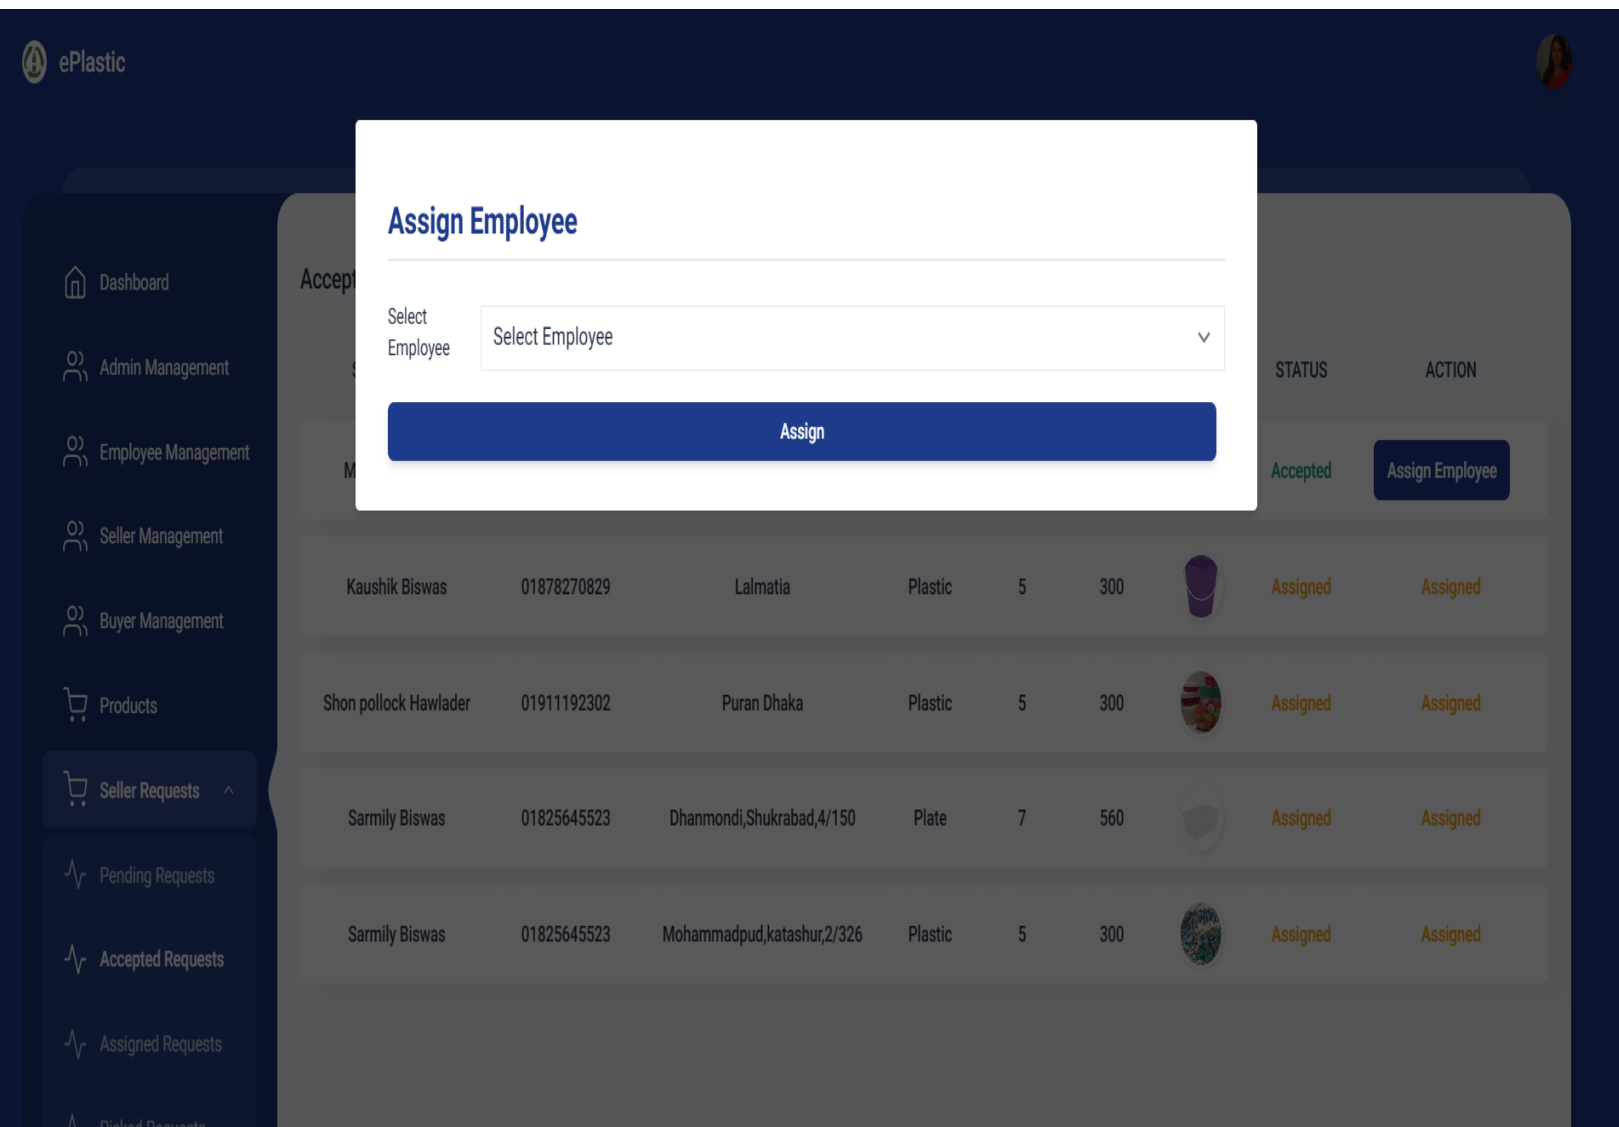 ePlastic
Assign Employee
Select
Employee
Select Employee
Assign
Dashboard
Admin Management
Employee Management
Seller Management
Buyer Management
Products
Seller Requests
Pending Requests
Accepted Requests
Assigned Requests
Accept
STATUS ACTION
M Accepted Assign Employee
Kaushik Biswas 01878270829 Lalmatia Plastic 5 300 Assigned Assigned
Shon pollock Hawlader 01911192302 Puran Dhaka Plastic 5 300 Assigned Assigned
Sarmily Biswas 01825645523 Dhanmondi,Shukrabad,4/150 Plate 7 560 Assigned Assigned
Sarmily Biswas 01825645523 Mohammadpud,katashur,2/326 Plastic 5 300 Assigned Assigned